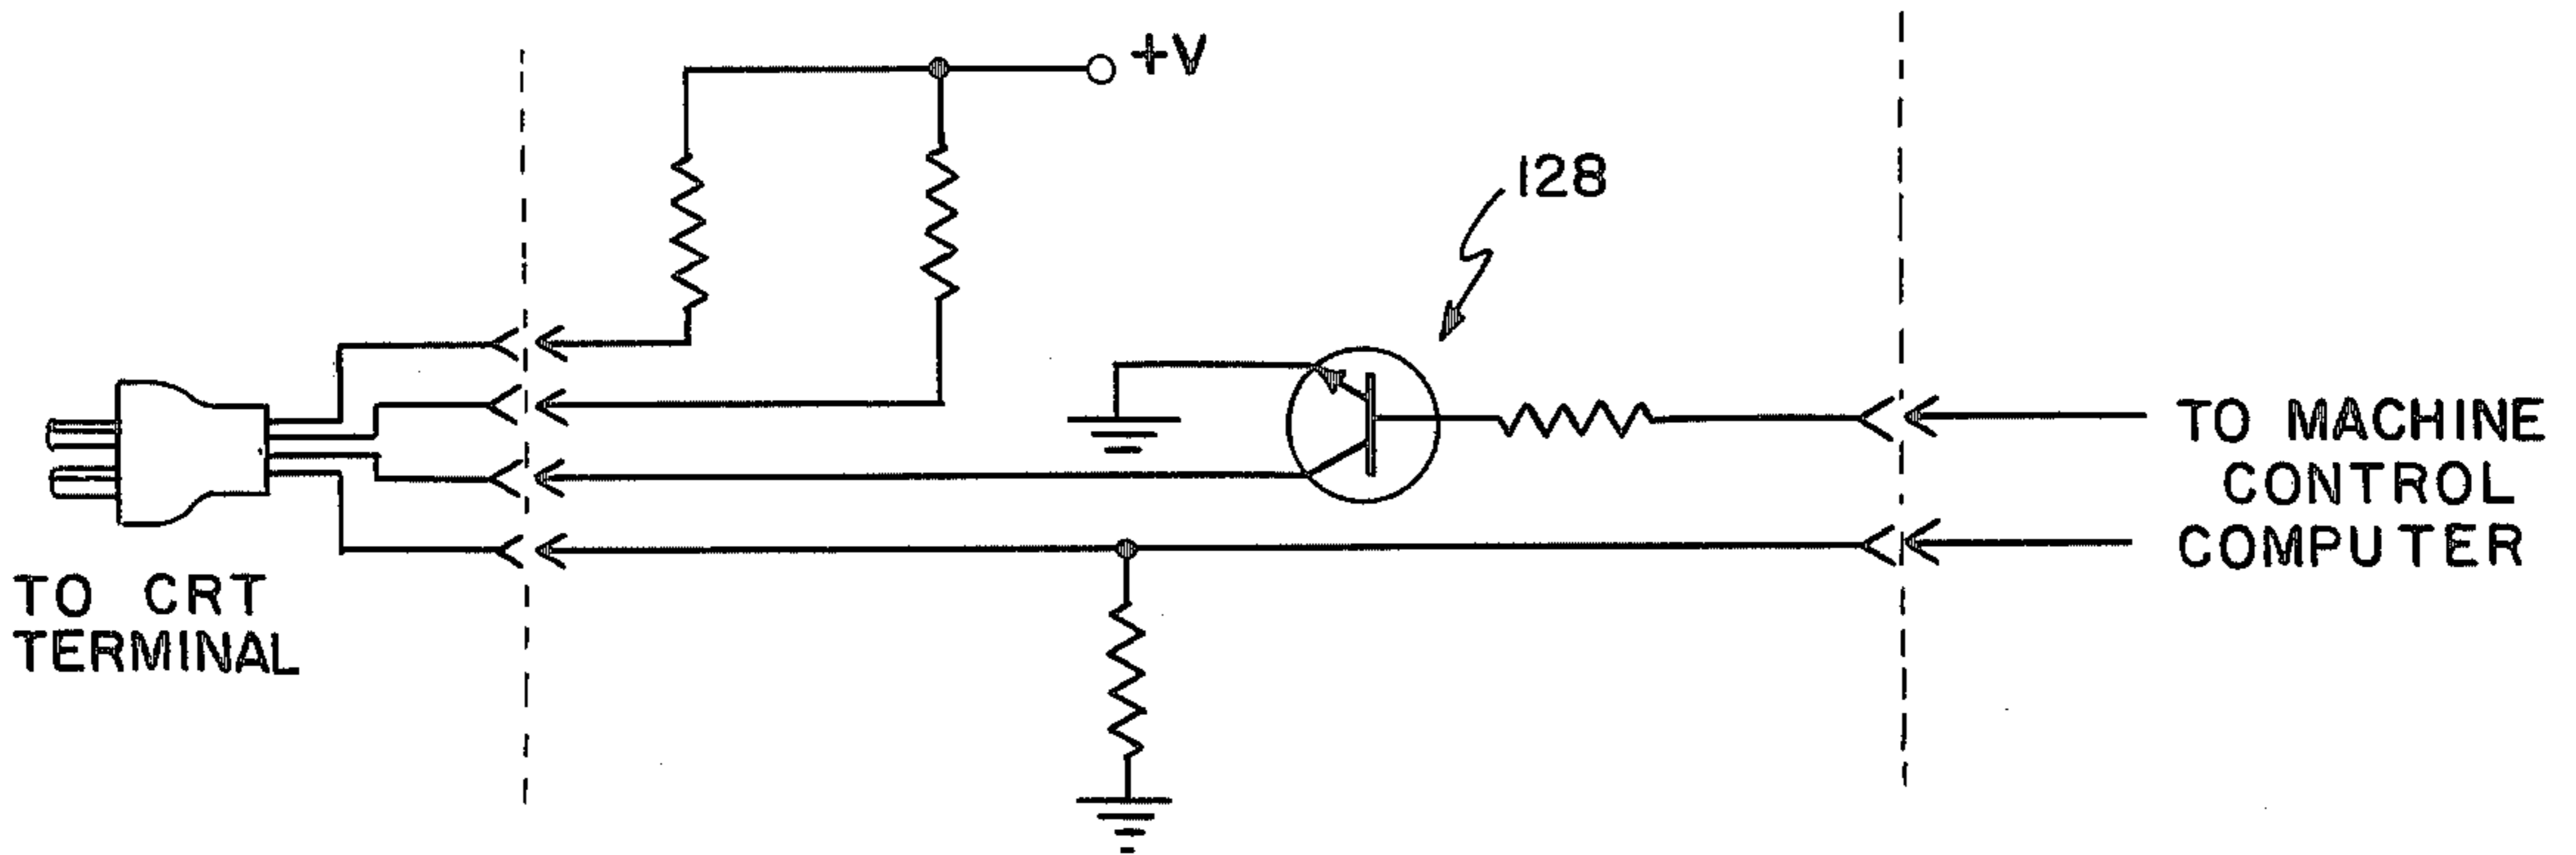 +V
128
TO MACHINE
CONTROL
COMPUTER
TO CRT
TERMINAL